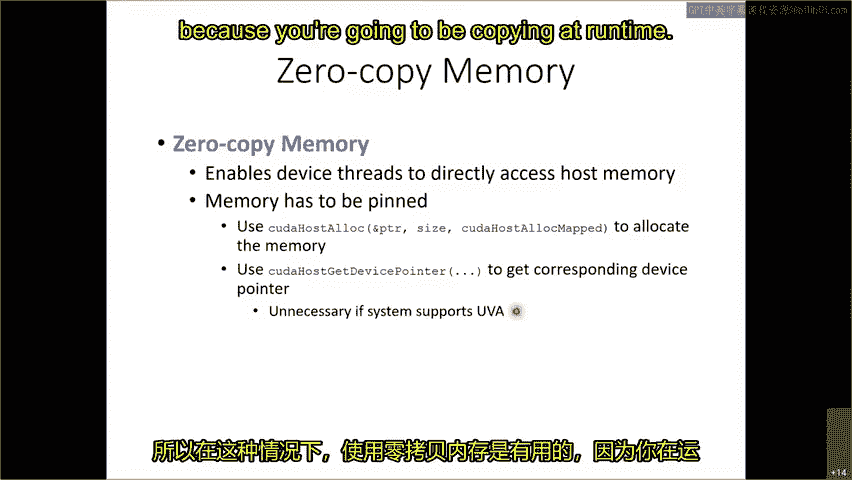 because you're going to be copying at runtime.
Zero-copy Memory
• Zero-copy Memory
• Enables device threads to directly access host memory
• Memory has to be pinned
• Use cudaHostAlloc(&ptr, size, cudaHostAllocMapped) to allocate
the memory
• Use cudaHostGetDevicePointer(...) to get corresponding device
pointer
• Unnecessary if system supports UVA
所以在这种情况下，使用零拷贝内存是有用的，因为你在运
+14